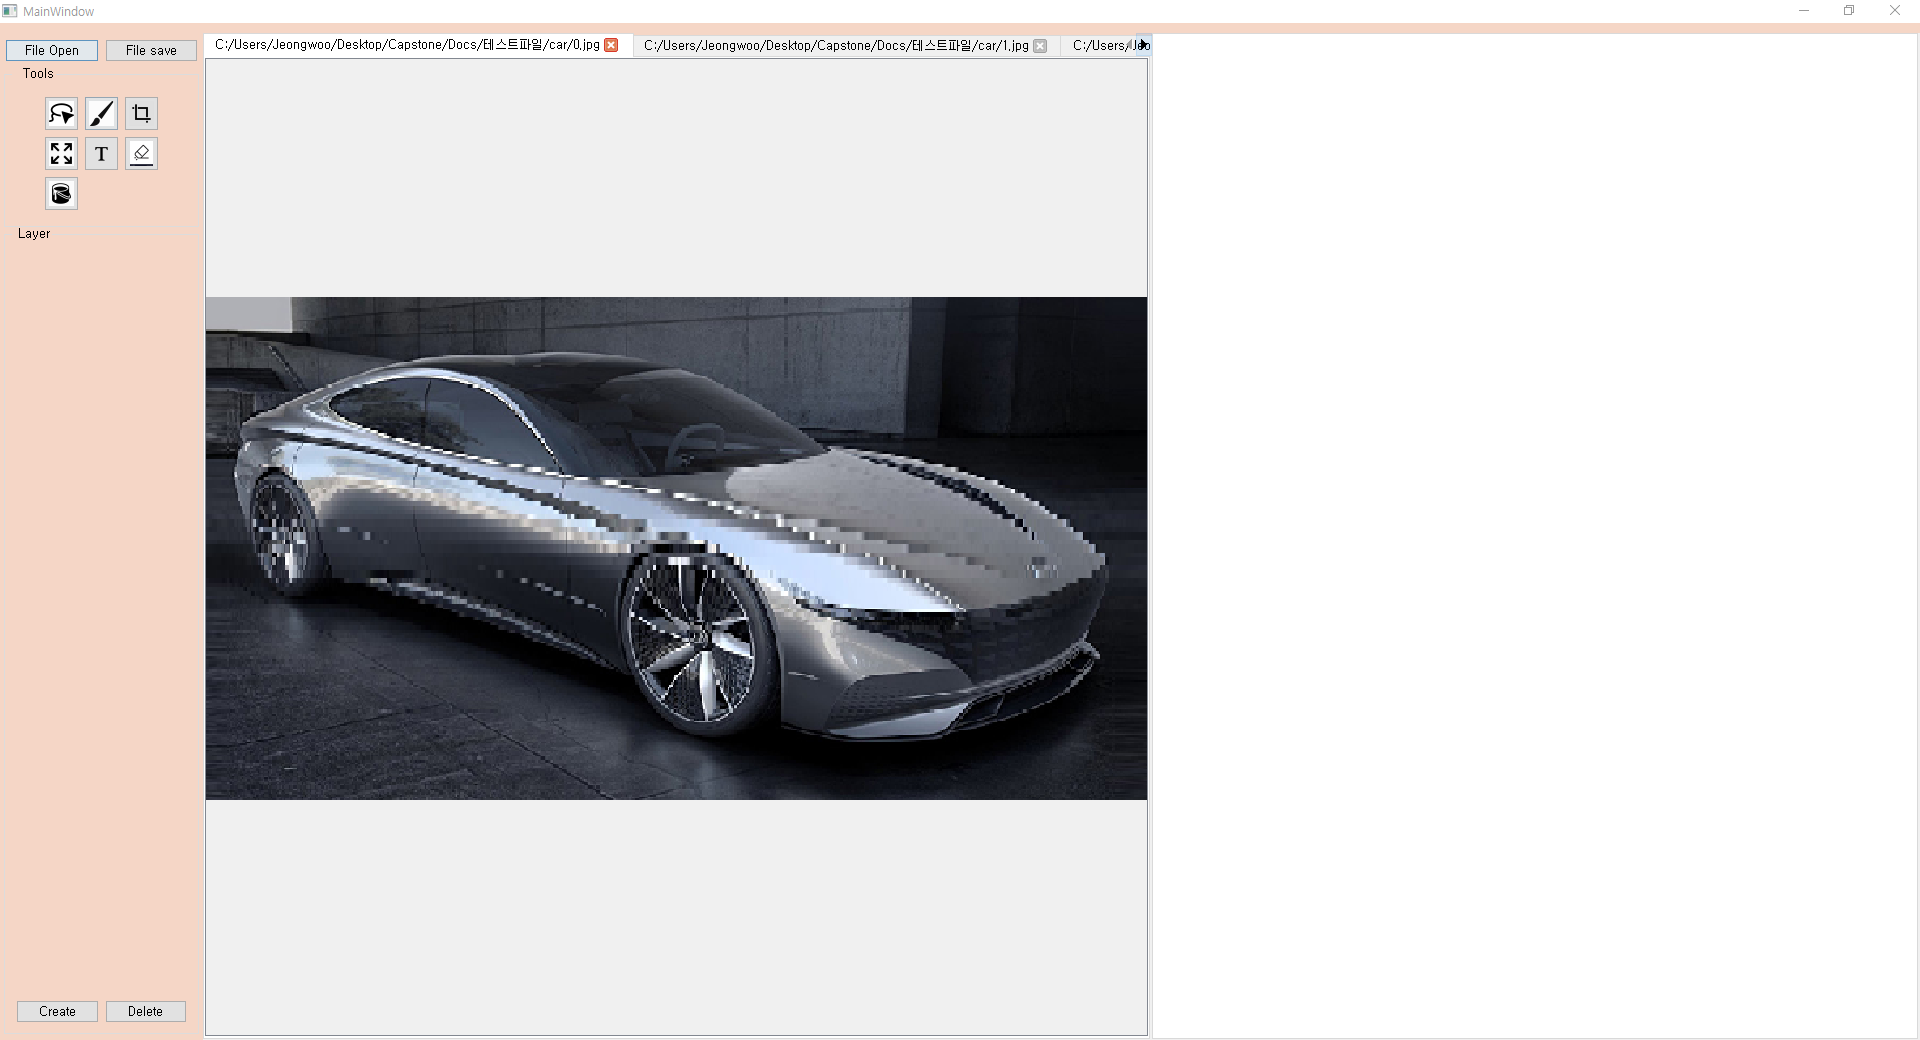 MainWindow
File Open
File save
C:/Users/Jeongwoo/Desktop/Capstone/Docs/테스트파일/car/0.jpg
C:/Users/Jeongwoo/Desktop/Capstone/Docs/테스트파일/car/1.jpg
C:/Users/Jeo
Tools
T
Layer
Create
Delete